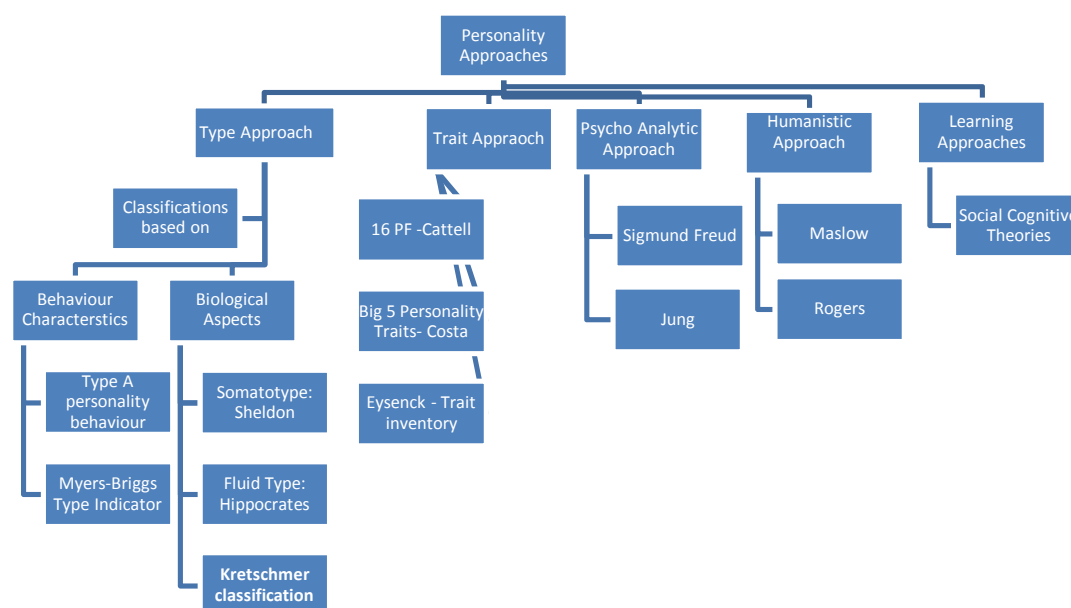 Personality
Approaches
Type Approach
Trait Appraoch
Psycho Analytic
Approach
Humanistic
Approach
Learning
Approaches
Classifications
based on
16 PF -Cattell
Sigmund Freud
Maslow
Social Cognitive
Theories
Behaviour
Characterstics
Biological
Aspects
Big 5 Personality
Traits- Costa
Jung
Rogers
Type A
personality
behaviour
Somatotype:
Sheldon
Eysenck - Trait
inventory
Myers-Briggs
Type Indicator
Fluid Type:
Hippocrates
Kretschmer
classification